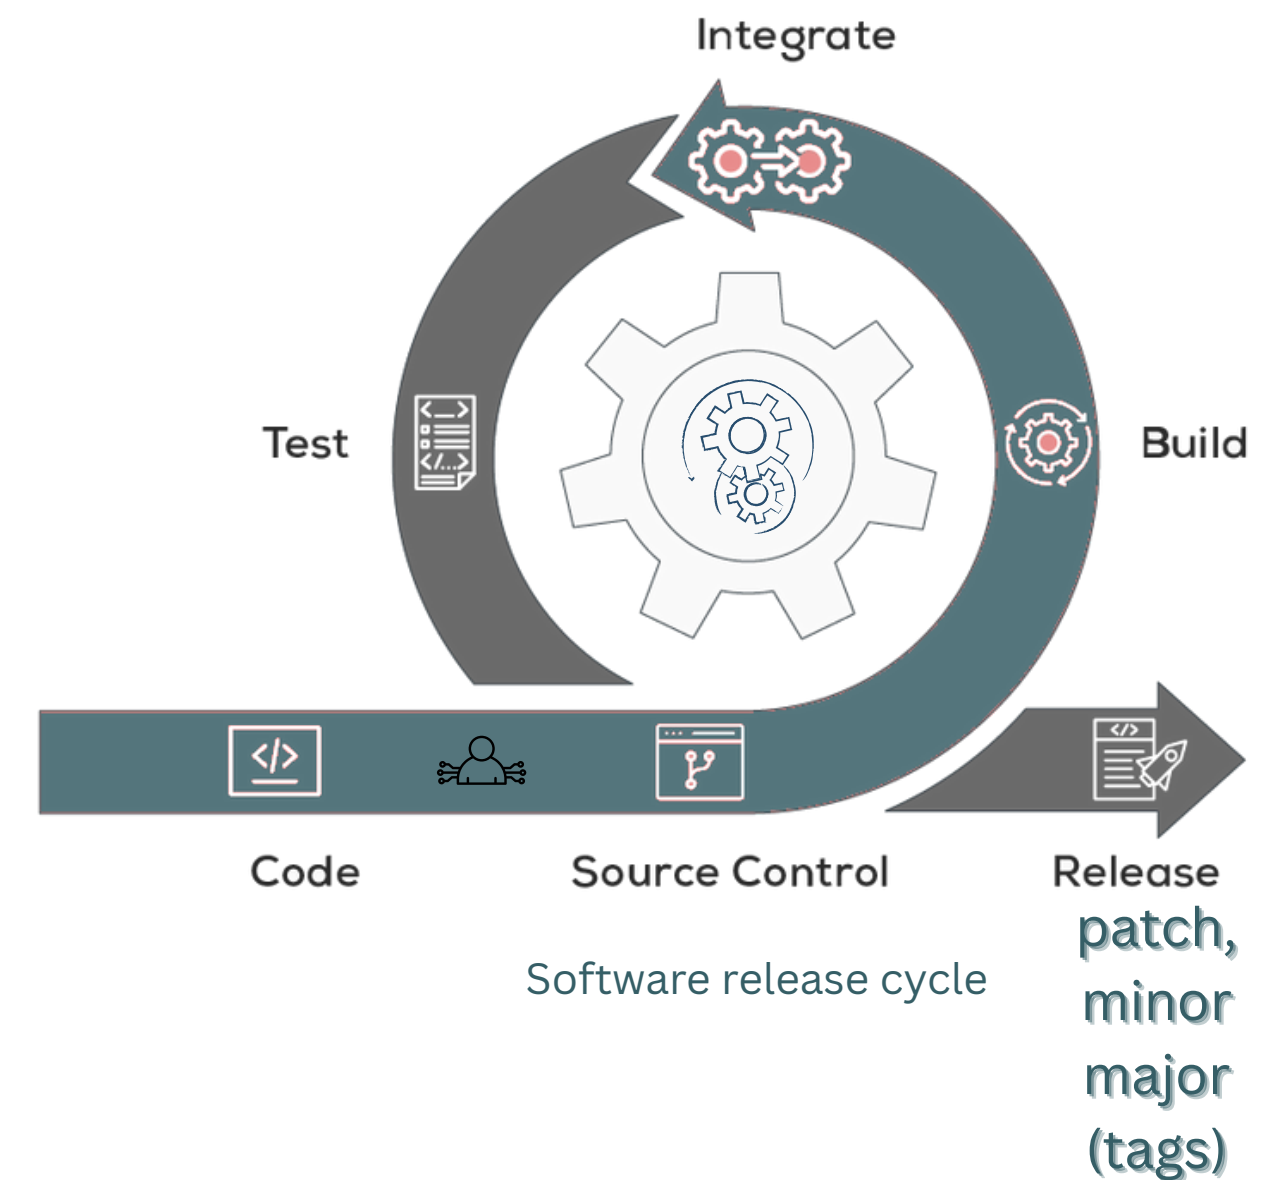 Integrate
Test
Build
Code
Source Control
Release
patch,
minor
major
(tags)
Software release cycle